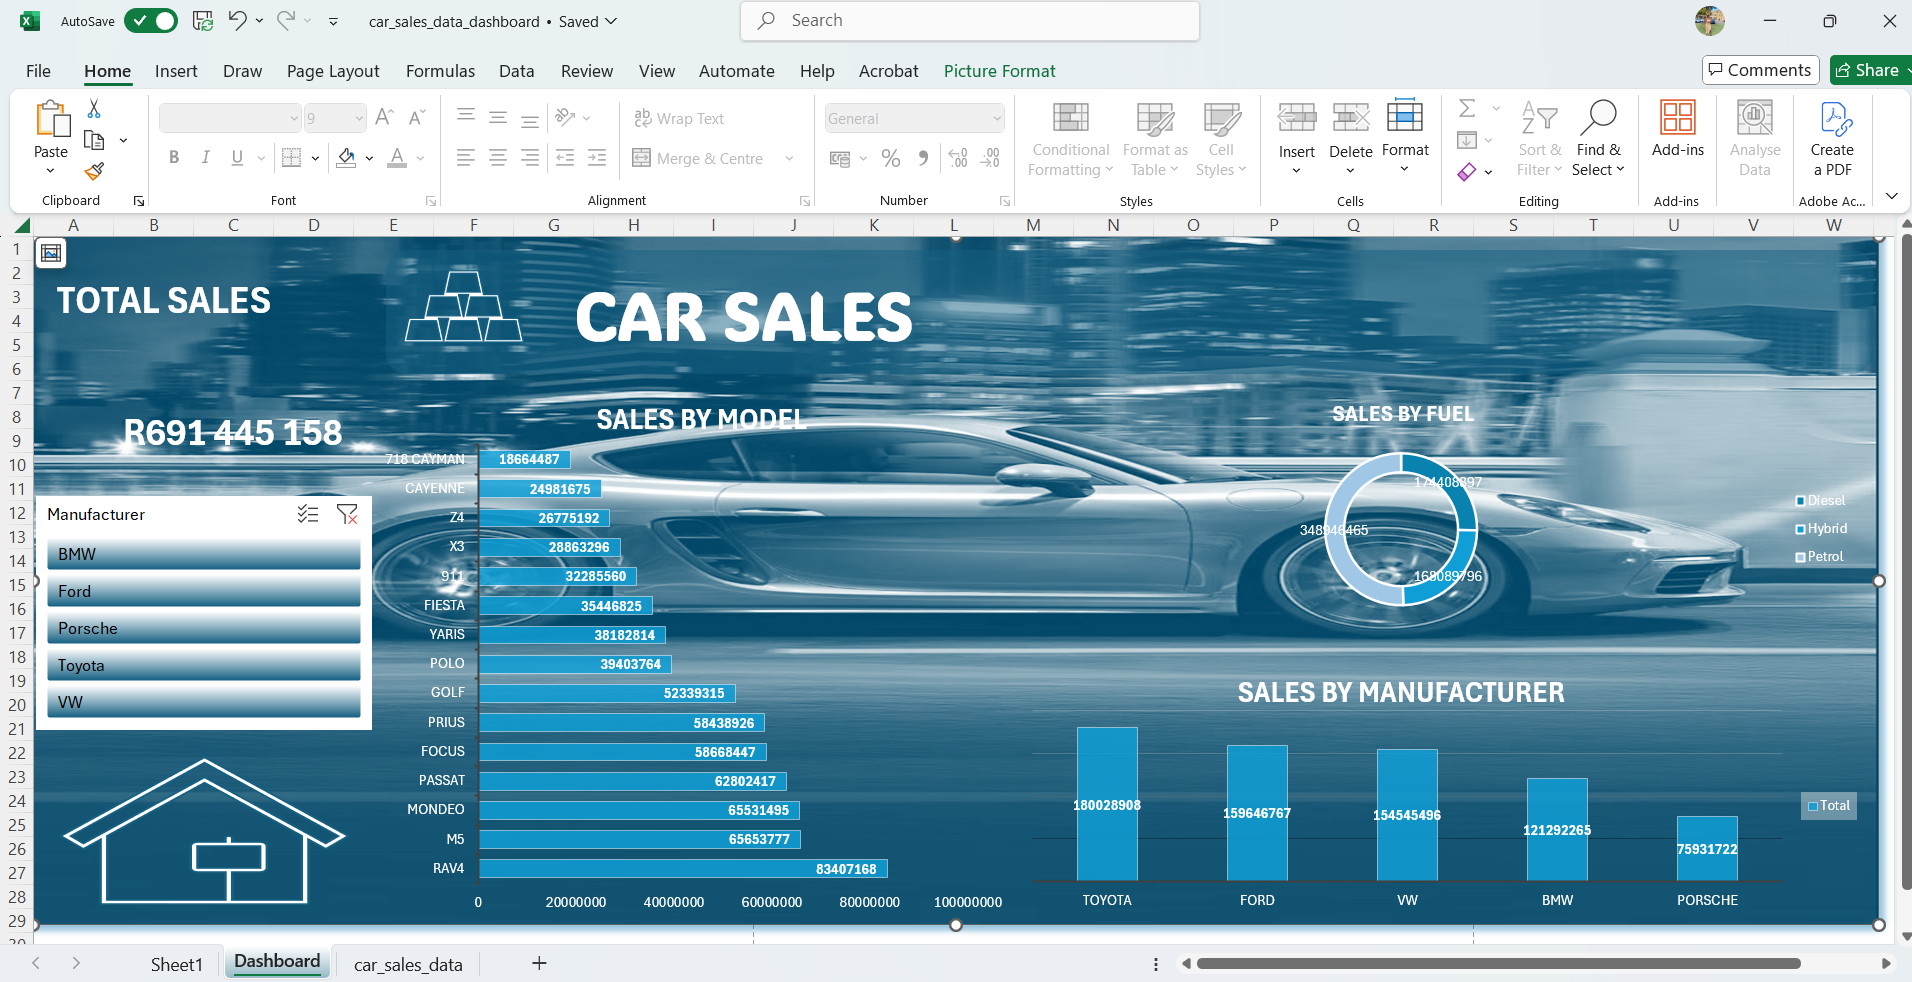 AutoSave
car_sales_data_dashboard • Saved
Search
File Home Insert Draw Page Layout Formulas Data Review View Automate Help Acrobat Picture Format
Comments
Share
Paste
Clipboard
9
B I U
Font
Wrap Text
Merge & Centre
Alignment
General
Number
Conditional Formatting
Format as Table
Cell Styles
Styles
Insert
Delete
Format
Cells
Sort & Filter
Find & Select
Editing
Add-ins
Add-ins
Analyse Data
Create a PDF
Adobe Ac...
A B C D E F G H I J K L M N O P Q R S T U V W
1
2
3
4
5
6
7
8
9
10
11
12
13
14
15
16
17
18
19
20
21
22
23
24
25
26
27
28
29
30
TOTAL SALES
CAR SALES
R691 445 158
Manufacturer
BMW
Ford
Porsche
Toyota
VW
SALES BY MODEL
718 CAYMAN 18664487
CAYENNE 24981675
Z4 26775192
X3 28863296
911 32285560
FIESTA 35446825
YARIS 38182814
POLO 39403764
GOLF 52339315
PRIUS 58438926
FOCUS 58668447
PASSAT 62802417
MONDEO 65531495
M5 65653777
RAV4 83407168
0 20000000 40000000 60000000 80000000 100000000
SALES BY FUEL
174408897
348946465
168089796
Diesel
Hybrid
Petrol
SALES BY MANUFACTURER
180028908
159646767
154545496
121292265
75931722
Total
TOYOTA FORD VW BMW PORSCHE
Sheet1 Dashboard car_sales_data